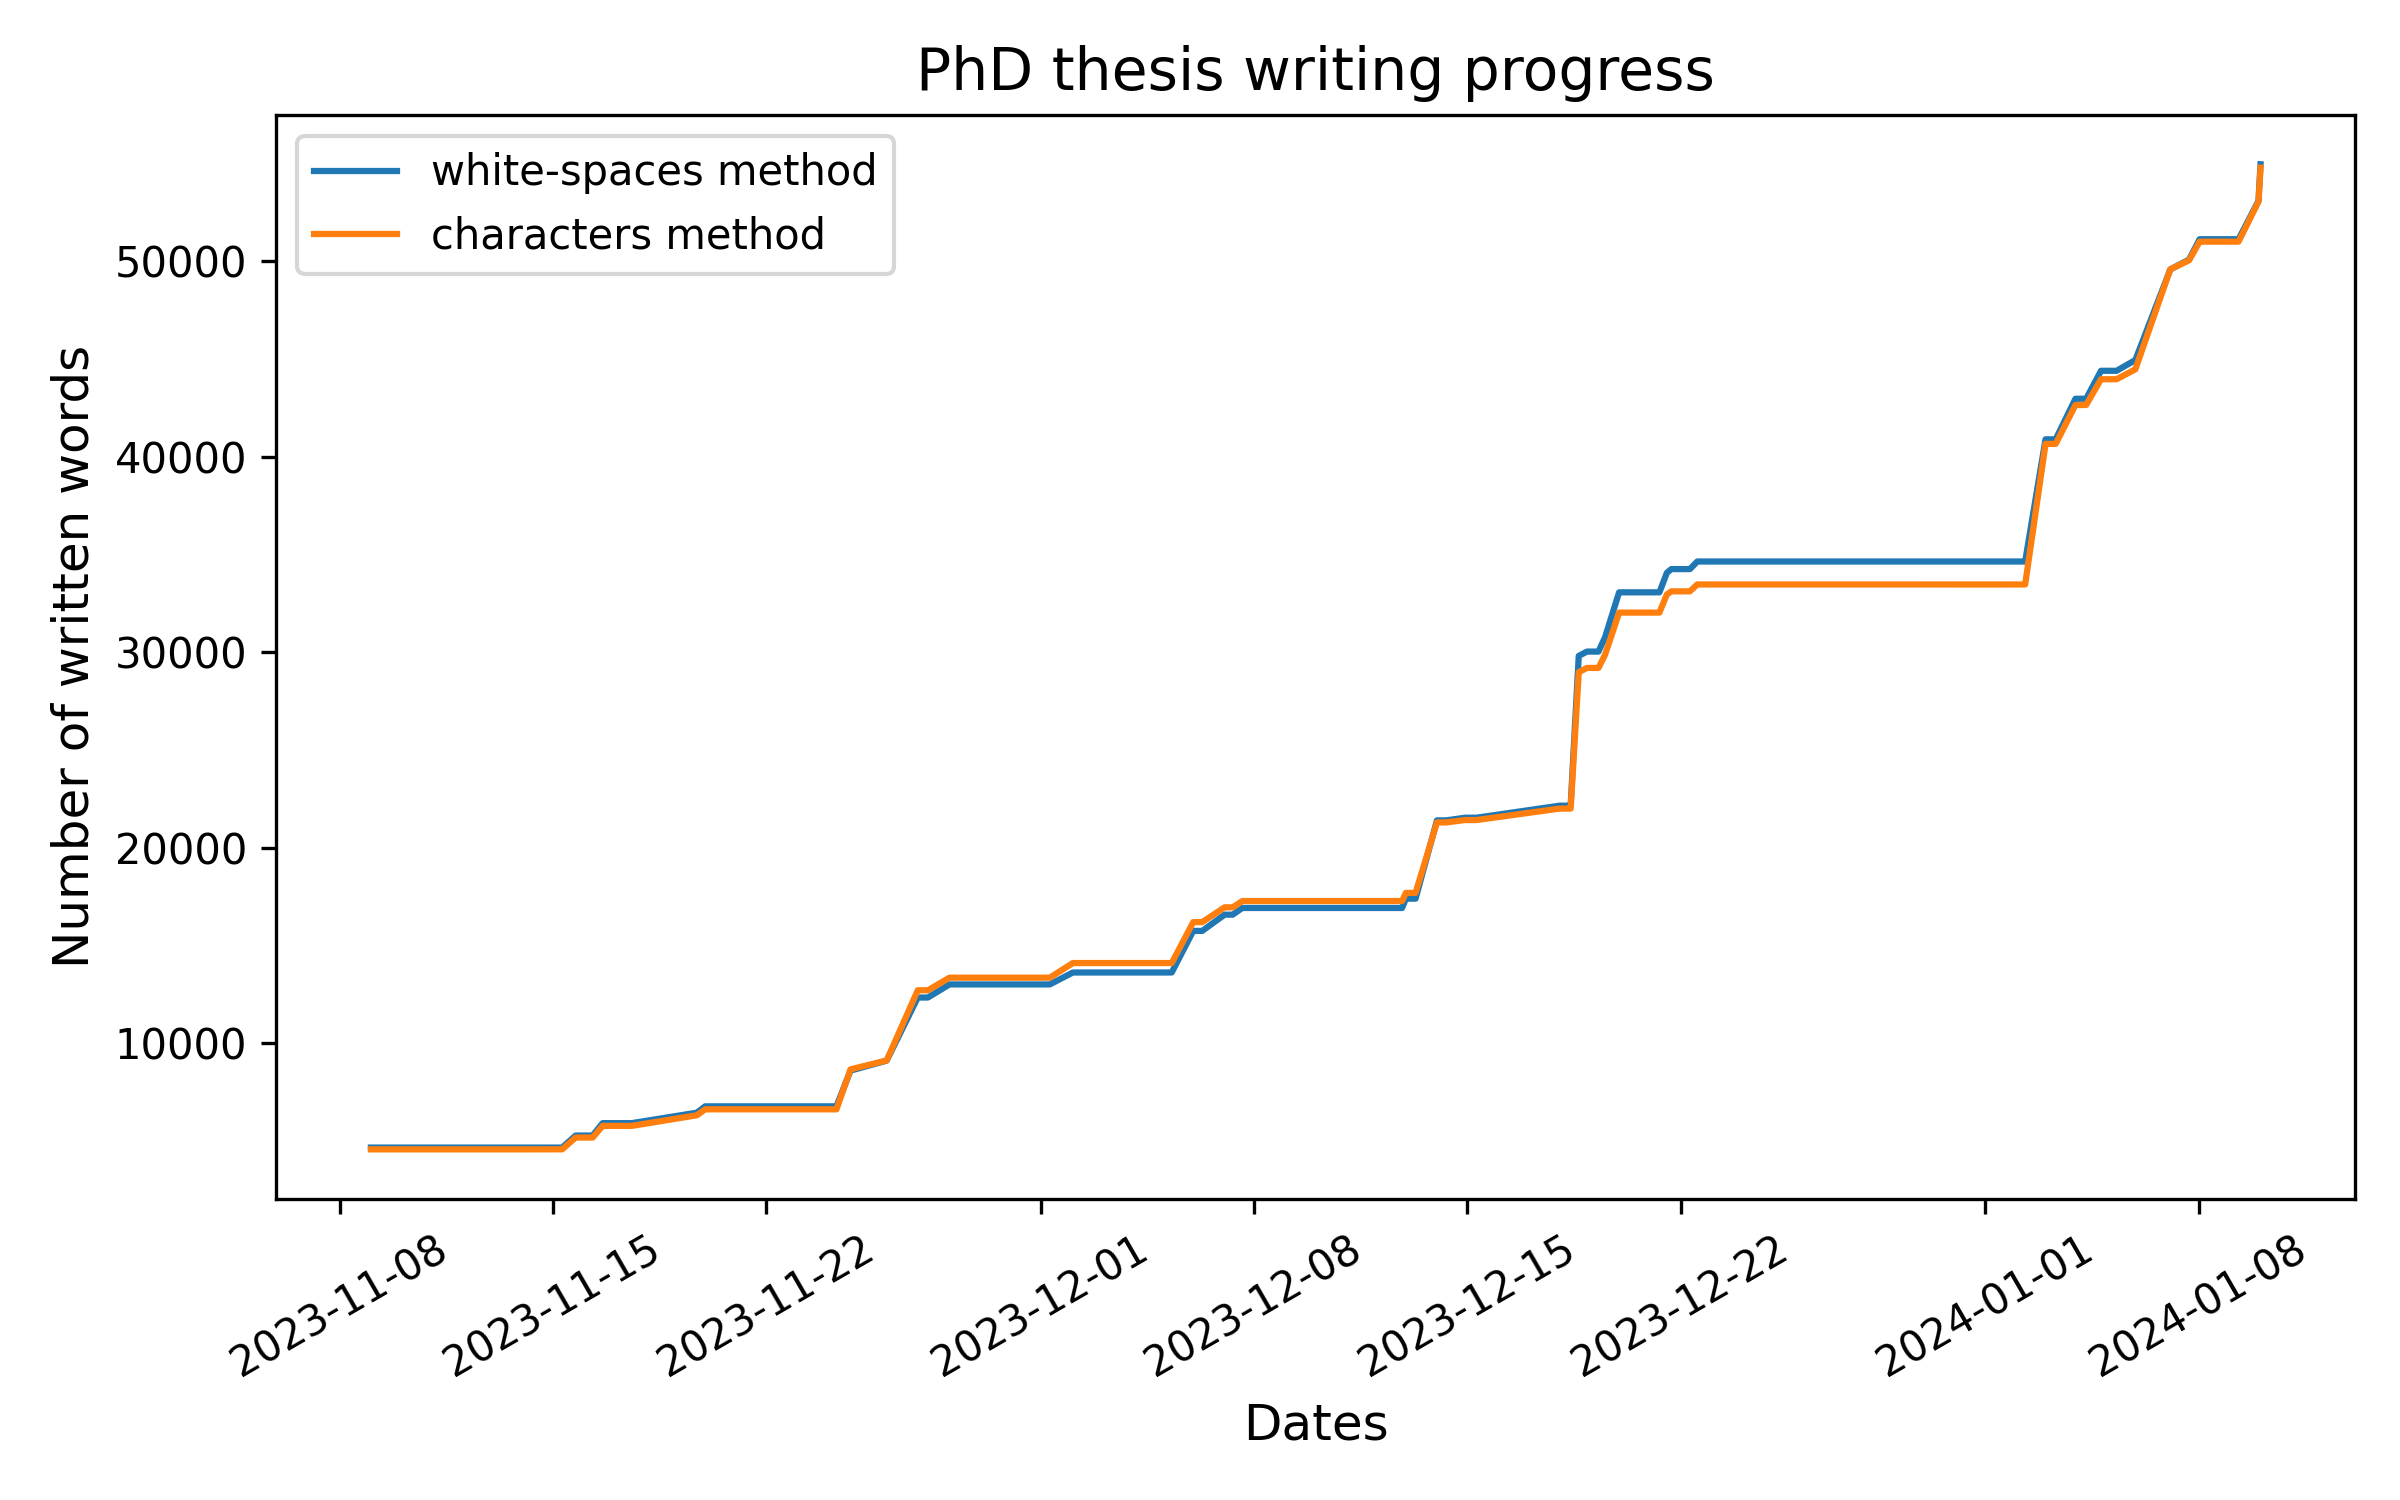 PhD thesis writing progress
white-spaces method
characters method
Number of written words
50000
40000
30000
20000
10000
2023-11-08
2023-11-15
2023-11-22
2023-12-01
2023-12-08
2023-12-15
2023-12-22
2024-01-01
2024-01-08
Dates